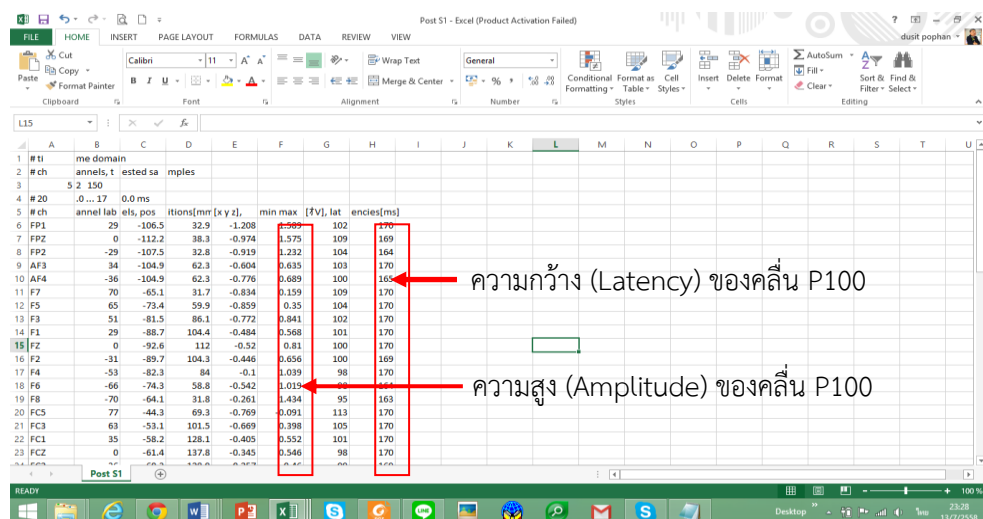 Post S1 - Excel (Product Activation Failed)
FILE HOME INSERT PAGE LAYOUT FORMULAS DATA REVIEW VIEW
dusit pophan
Cut
Copy
Format Painter
Paste
Clipboard
Calibri 11
B I U
Font
Wrap Text
Merge & Center
Alignment
General
Number
Conditional Formatting
Format as Table
Cell Styles
Styles
Insert Delete Format
Cells
AutoSum
Fill
Clear
Sort & Filter
Find & Select
Editing
L15 fx
A B C D E F G H I J K L M N O P Q R S T U
1 # ti me domain
2 # ch annels, t ested sa mples
3 5 2 150
4 # 20 .0 ... 17 0.0 ms
5 # ch annel lab els, pos itions[mm [x y z], min max V], lat encies[ms]
6 FP1 29 -106.5 32.9 -1.208 1.589 102 170
7 FPZ 0 -112.2 38.3 -0.974 1.575 109 169
8 FP2 -29 -107.5 32.8 -0.919 1.232 104 164
9 AF3 34 -104.9 62.3 -0.604 0.635 103 170
10 AF4 -36 -104.9 62.3 -0.776 0.689 100 165
ความกว้าง (Latency) ของคลื่น P100
11 F7 70 -65.1 31.7 -0.834 0.159 109 170
12 F5 65 -73.4 59.9 -0.859 0.35 104 170
13 F3 51 -81.5 86.1 -0.772 0.841 102 170
14 F1 29 -88.7 104.4 -0.484 0.568 101 170
15 FZ 0 -92.6 112 -0.52 0.81 100 170
16 F2 -31 -89.7 104.3 -0.446 0.656 100 169
17 F4 -53 -82.3 84 -0.1 1.039 98 170
18 F6 -66 -74.3 58.8 -0.542 1.019 98 164
ความสูง (Amplitude) ของคลื่น P100
19 F8 -70 -64.1 31.8 -0.261 1.434 95 163
20 FC5 77 -44.3 69.3 -0.769 -0.091 113 170
21 FC3 63 -53.1 101.5 -0.669 0.398 105 170
22 FC1 35 -58.2 128.1 -0.405 0.552 101 170
23 FCZ 0 -61.4 137.8 -0.345 0.546 98 170
Post S1
READY
100 %
Desktop
ไทย
23:28
13/7/2558